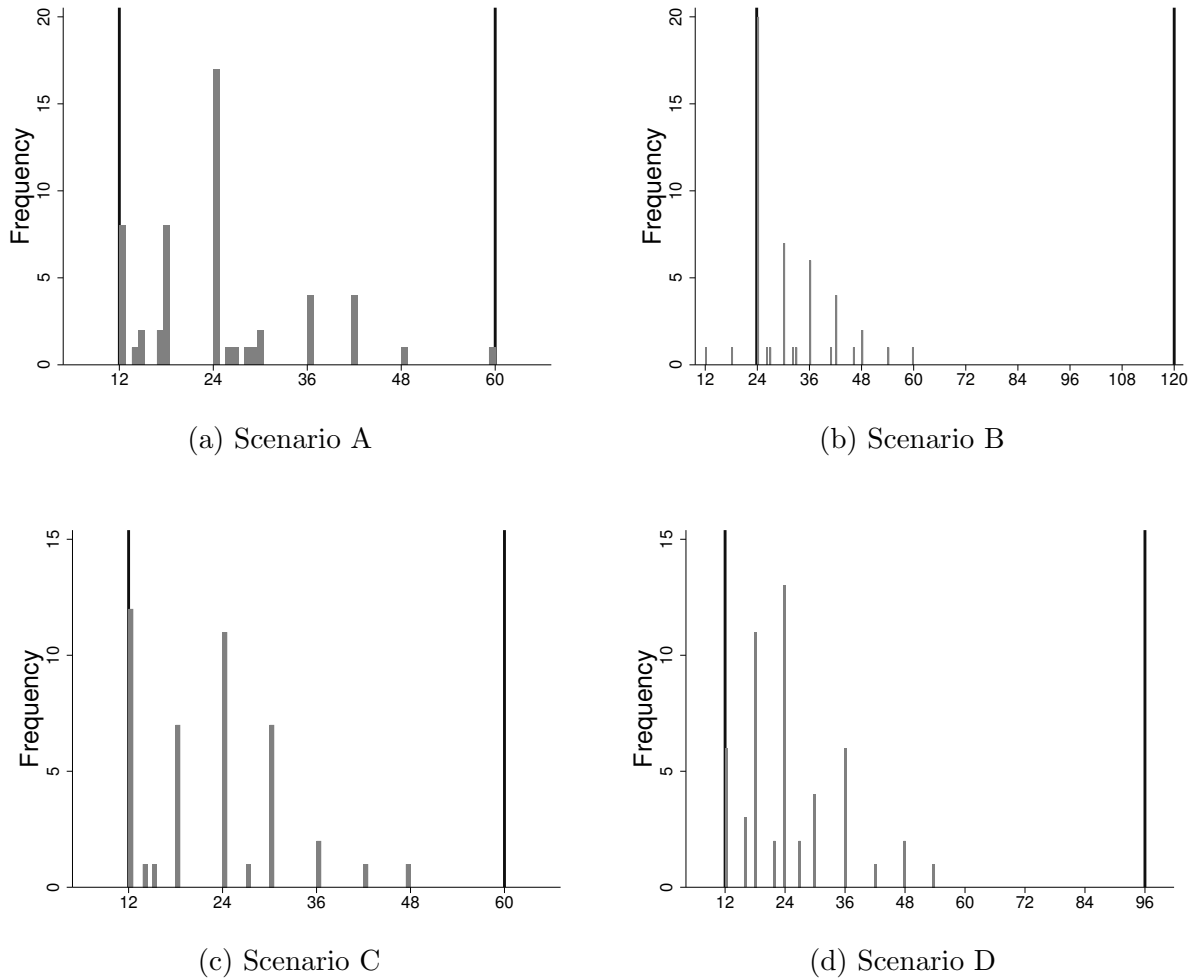 Frequency
0 5 10 15 20
12 24 36 48 60
(a) Scenario A
Frequency
0 5 10 15 20
12 24 36 48 60 72 84 96 108 120
(b) Scenario B
Frequency
0 5 10 15
12 24 36 48 60
(c) Scenario C
Frequency
0 5 10 15
12 24 36 48 60 72 84 96
(d) Scenario D